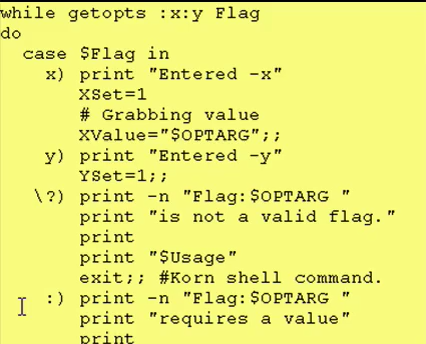 while getopts :x:y Flag
do
case $Flag in
x) print "Entered -x"
XSet=1
# Grabbing value
XValue="$OPTARG";;
y) print "Entered -y"
YSet=1;;
\?) print -n "Flag:$OPTARG "
print "is not a valid flag."
print
print "$Usage"
exit;; #Korn shell command.
:) print -n "Flag:$OPTARG "
print "requires a value"
print